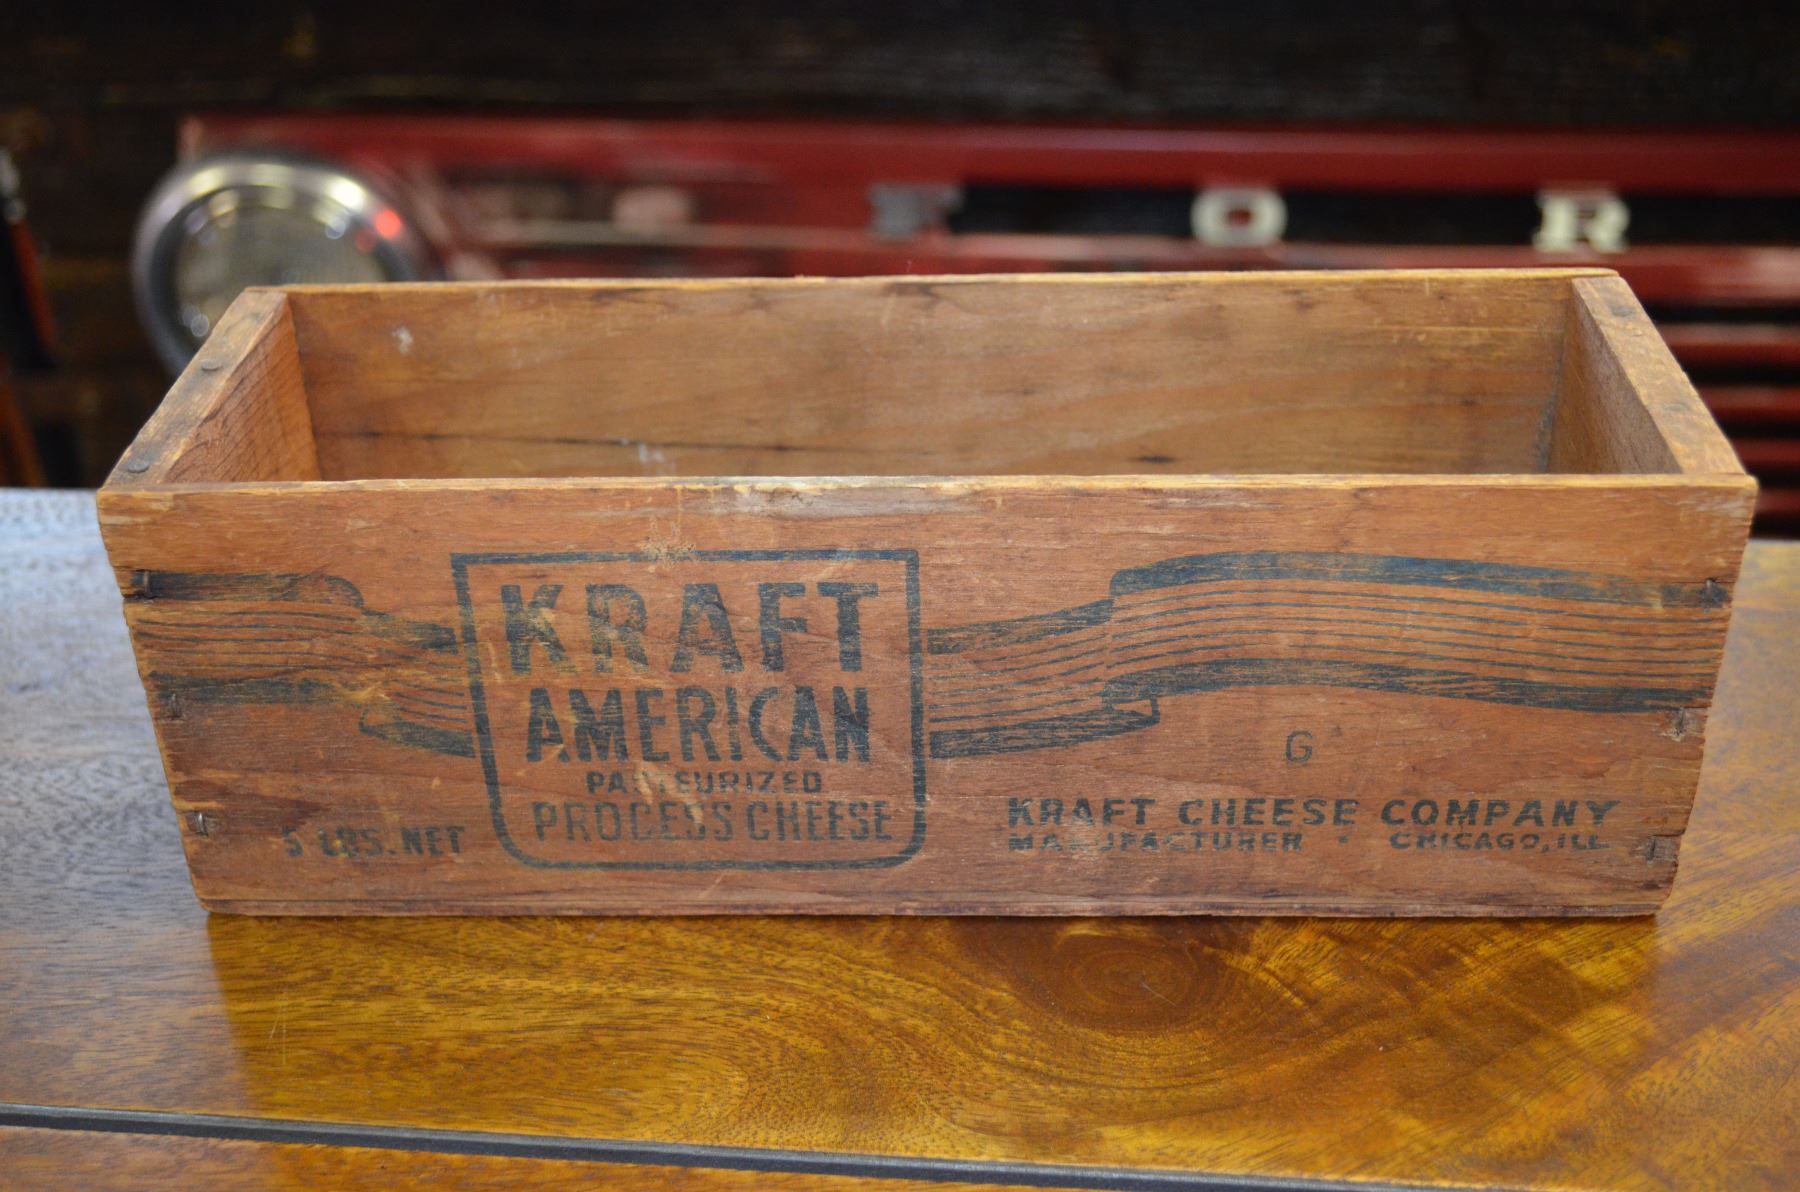 F O R
KRAFT
AMERICAN
PASTEURIZED
PROCESS CHEESE
5 LBS. NET
G
KRAFT CHEESE COMPANY
MANUFACTURER · CHICAGO, ILL.